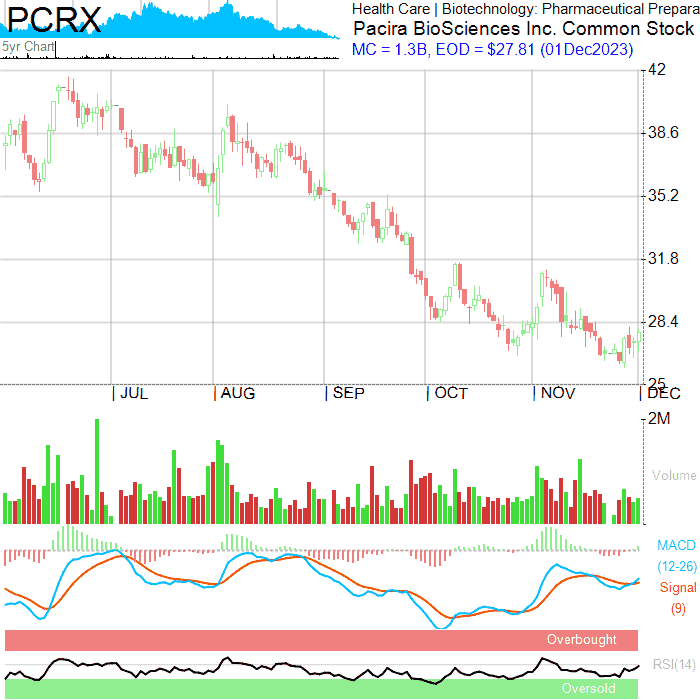 PCRX
Health Care | Biotechnology: Pharmaceutical Prepara
Pacira BioSciences Inc. Common Stock
MC = 1.3B, EOD = $27.81 (01Dec2023)
5yr Chart
42
38.6
35.2
31.8
28.4
25
JUL AUG SEP OCT NOV DEC
2M
Volume
MACD
(12-26)
Signal
(9)
Overbought
RSI(14)
Oversold